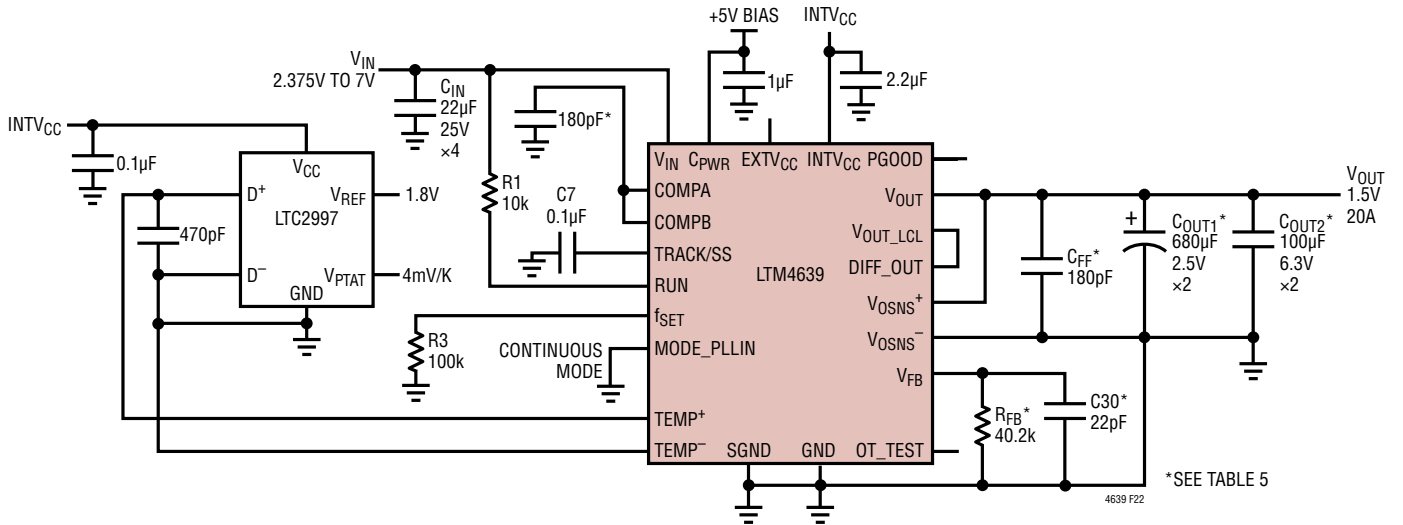 +5V BIAS
INTVCC
VIN
2.375V TO 7V
CIN
22µF
25V
×4
1µF
2.2µF
180pF*
INTVCC
0.1µF
VCC
D+
VREF
1.8V
LTC2997
470pF
D−
VPTAT
4mV/K
GND
R1
10k
C7
0.1µF
R3
100k
CONTINUOUS
MODE
VIN
CPWR
EXTVCC
INTVCC
PGOOD
COMPA
COMPB
TRACK/SS
RUN
fSET
MODE_PLLIN
TEMP+
TEMP−
SGND
GND
OT_TEST
LTM4639
VOUT
VOUT_LCL
DIFF_OUT
VOSNS+
VOSNS−
VFB
CFF*
180pF
COUT1*
680µF
2.5V
×2
+
COUT2*
100µF
6.3V
×2
VOUT
1.5V
20A
RFB*
40.2k
C30*
22pF
*SEE TABLE 5
4639 F22